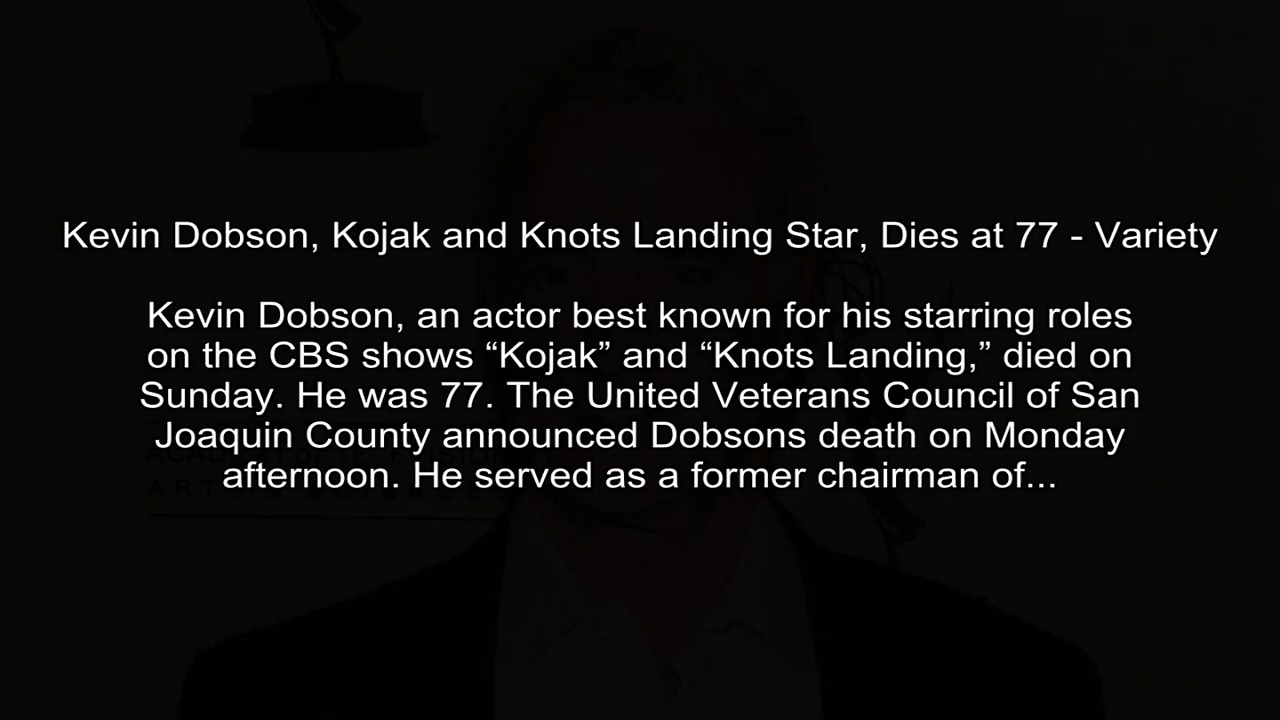 Kevin Dobson, Kojak and Knots Landing Star, Dies at 77 - Variety
Kevin Dobson, an actor best known for his starring roles
on the CBS shows “Kojak” and “Knots Landing,” died on
Sunday. He was 77. The United Veterans Council of San
Joaquin County announced Dobsons death on Monday
afternoon. He served as a former chairman of...